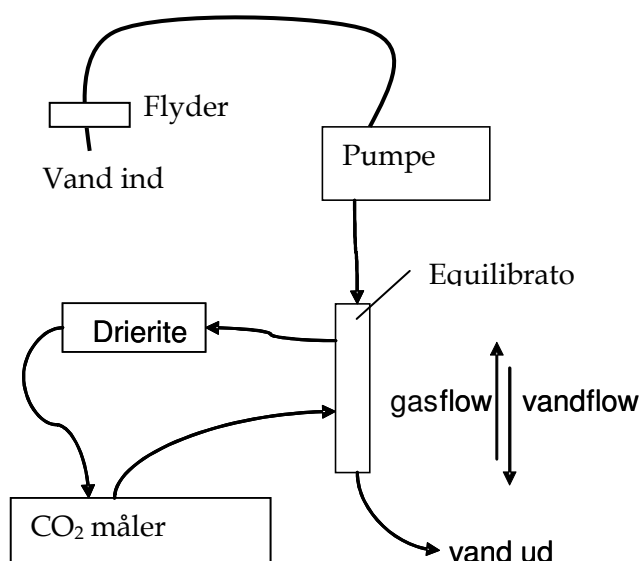 Flyder
Vand ind
Pumpe
Equilibrato
Drierite
gasflow
vandflow
CO₂ måler
vand ud